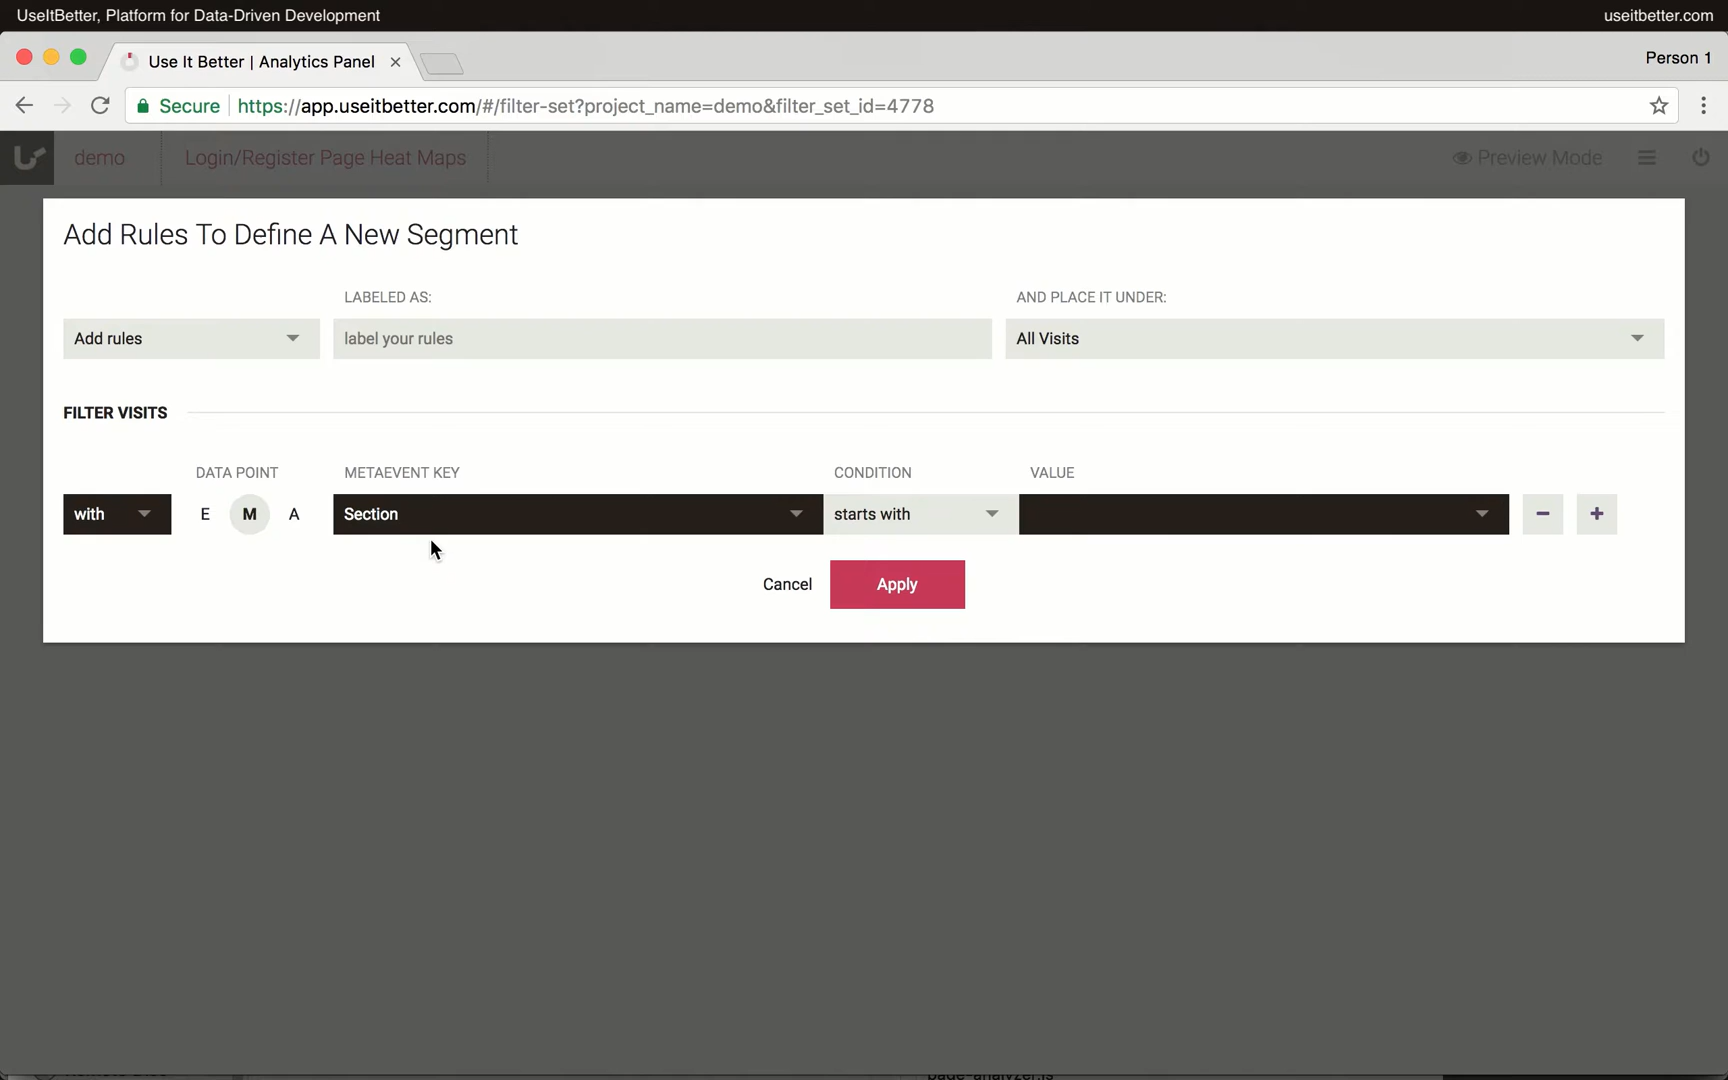 UseItBetter, Platform for Data-Driven Development
useitbetter.com
Use It Better | Analytics Panel
Person 1
Secure
https://app.useitbetter.com/#/filter-set?project_name=demo&filter_set_id=4778
demo
Login/Register Page Heat Maps
Preview Mode
Add Rules To Define A New Segment
LABELED AS:
AND PLACE IT UNDER:
Add rules
label your rules
All Visits
FILTER VISITS
DATA POINT
METAEVENT KEY
CONDITION
VALUE
with
E M A
Section
starts with
Cancel
Apply